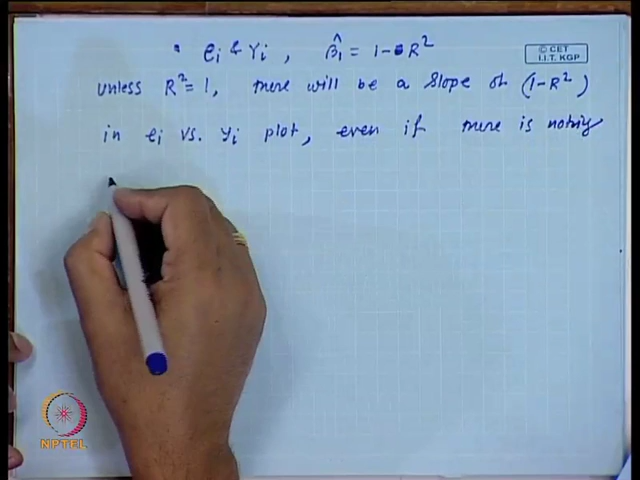 • ei & Yi , β̂1 = 1 - R²
© CET
I.I.T. KGP
unless R² = 1, there will be a slope of (1-R²)
in ei vs. yi plot, even if there is nothing
NPTEL